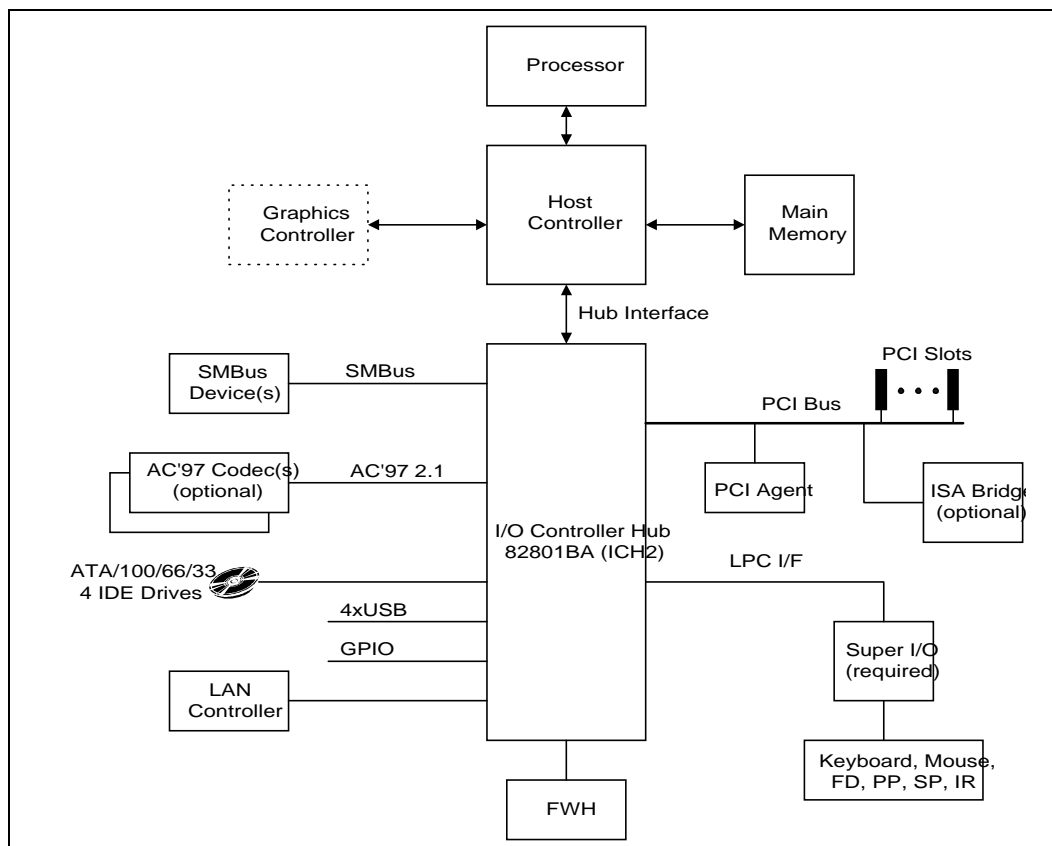 Processor
Graphics
Controller
Host
Controller
Main
Memory
Hub Interface
SMBus
Device(s)
SMBus
PCI Slots
PCI Bus
AC'97 Codec(s)
(optional)
AC'97 2.1
PCI Agent
ISA Bridge
(optional)
I/O Controller Hub
82801BA (ICH2)
ATA/100/66/33
4 IDE Drives
LPC I/F
4xUSB
GPIO
Super I/O
(required)
LAN
Controller
Keyboard, Mouse,
FD, PP, SP, IR
FWH